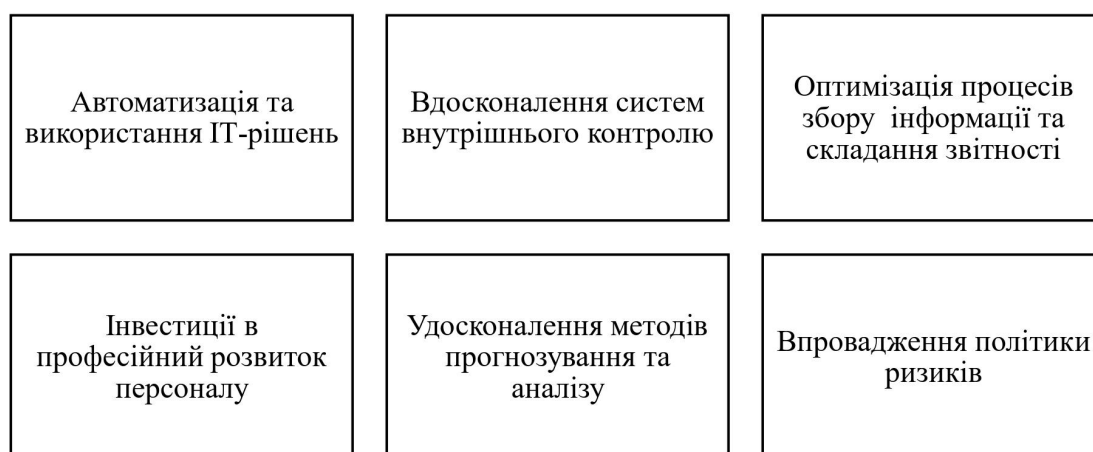 Автоматизація та
використання ІТ-рішень
Вдосконалення систем
внутрішнього контролю
Оптимізація процесів
збору  інформації та
складання звітності
Інвестиції в
професійний розвиток
персоналу
Удосконалення методів
прогнозування та
аналізу
Впровадження політики
ризиків